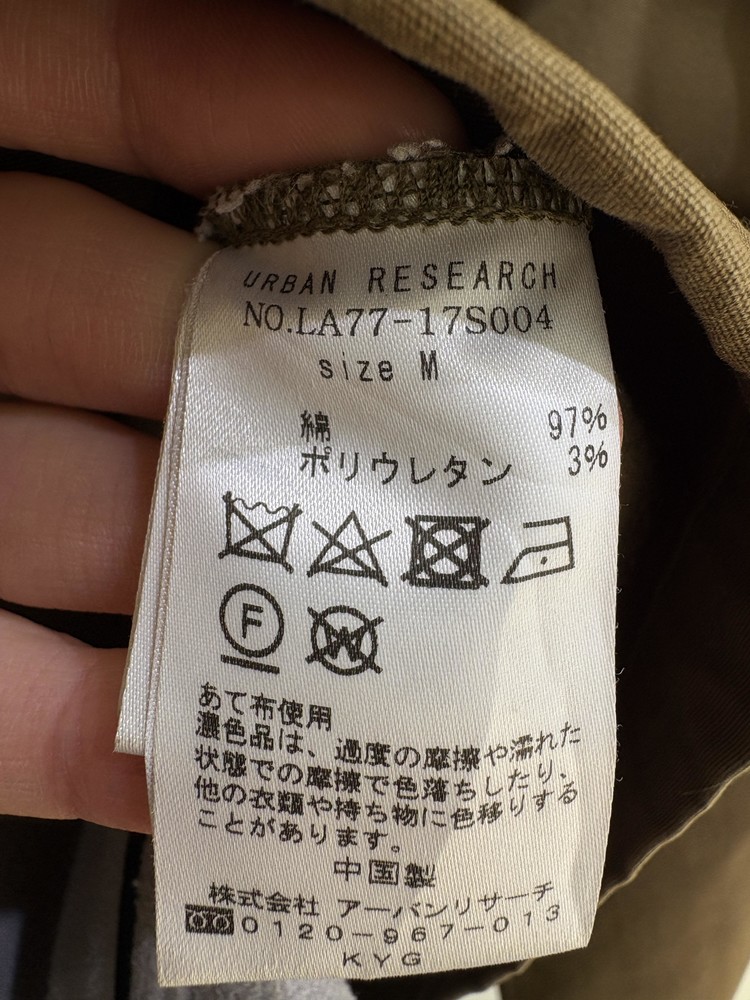 URBAN RESEARCH
NO.LA77-17S004
size M
綿 97%
ポリウレタン 3%
F
W
あて布使用
濃色品は、過度の摩擦や濡れた
状態での摩擦で色落ちしたり、
他の衣類や持ち物に色移りする
ことがあります。
中国製
株式会社 アーバンリサーチ
0120-967-013
KYG